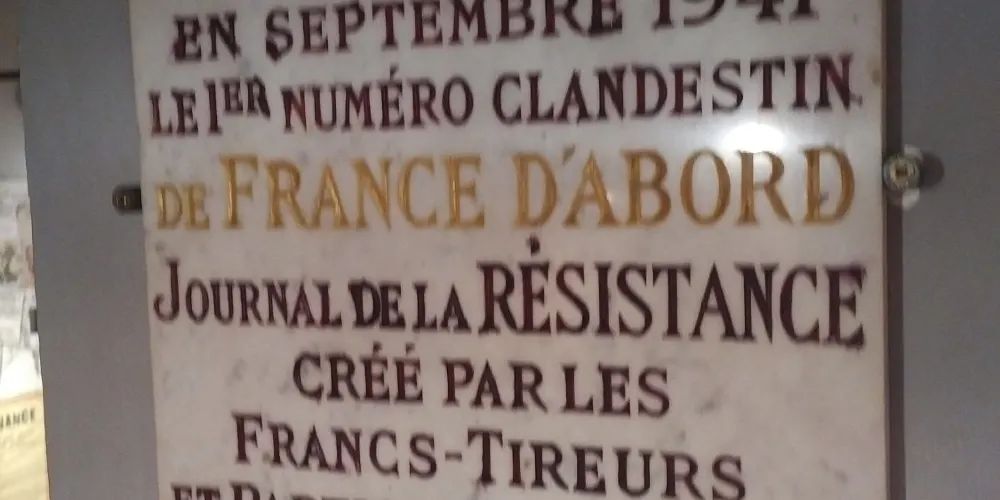 EN SEPTEMBRE 1941
LE 1ER NUMÉRO CLANDESTIN
DE FRANCE D'ABORD
JOURNAL DE LA RÉSISTANCE
CRÉÉ PAR LES
FRANCS-TIREURS
ET